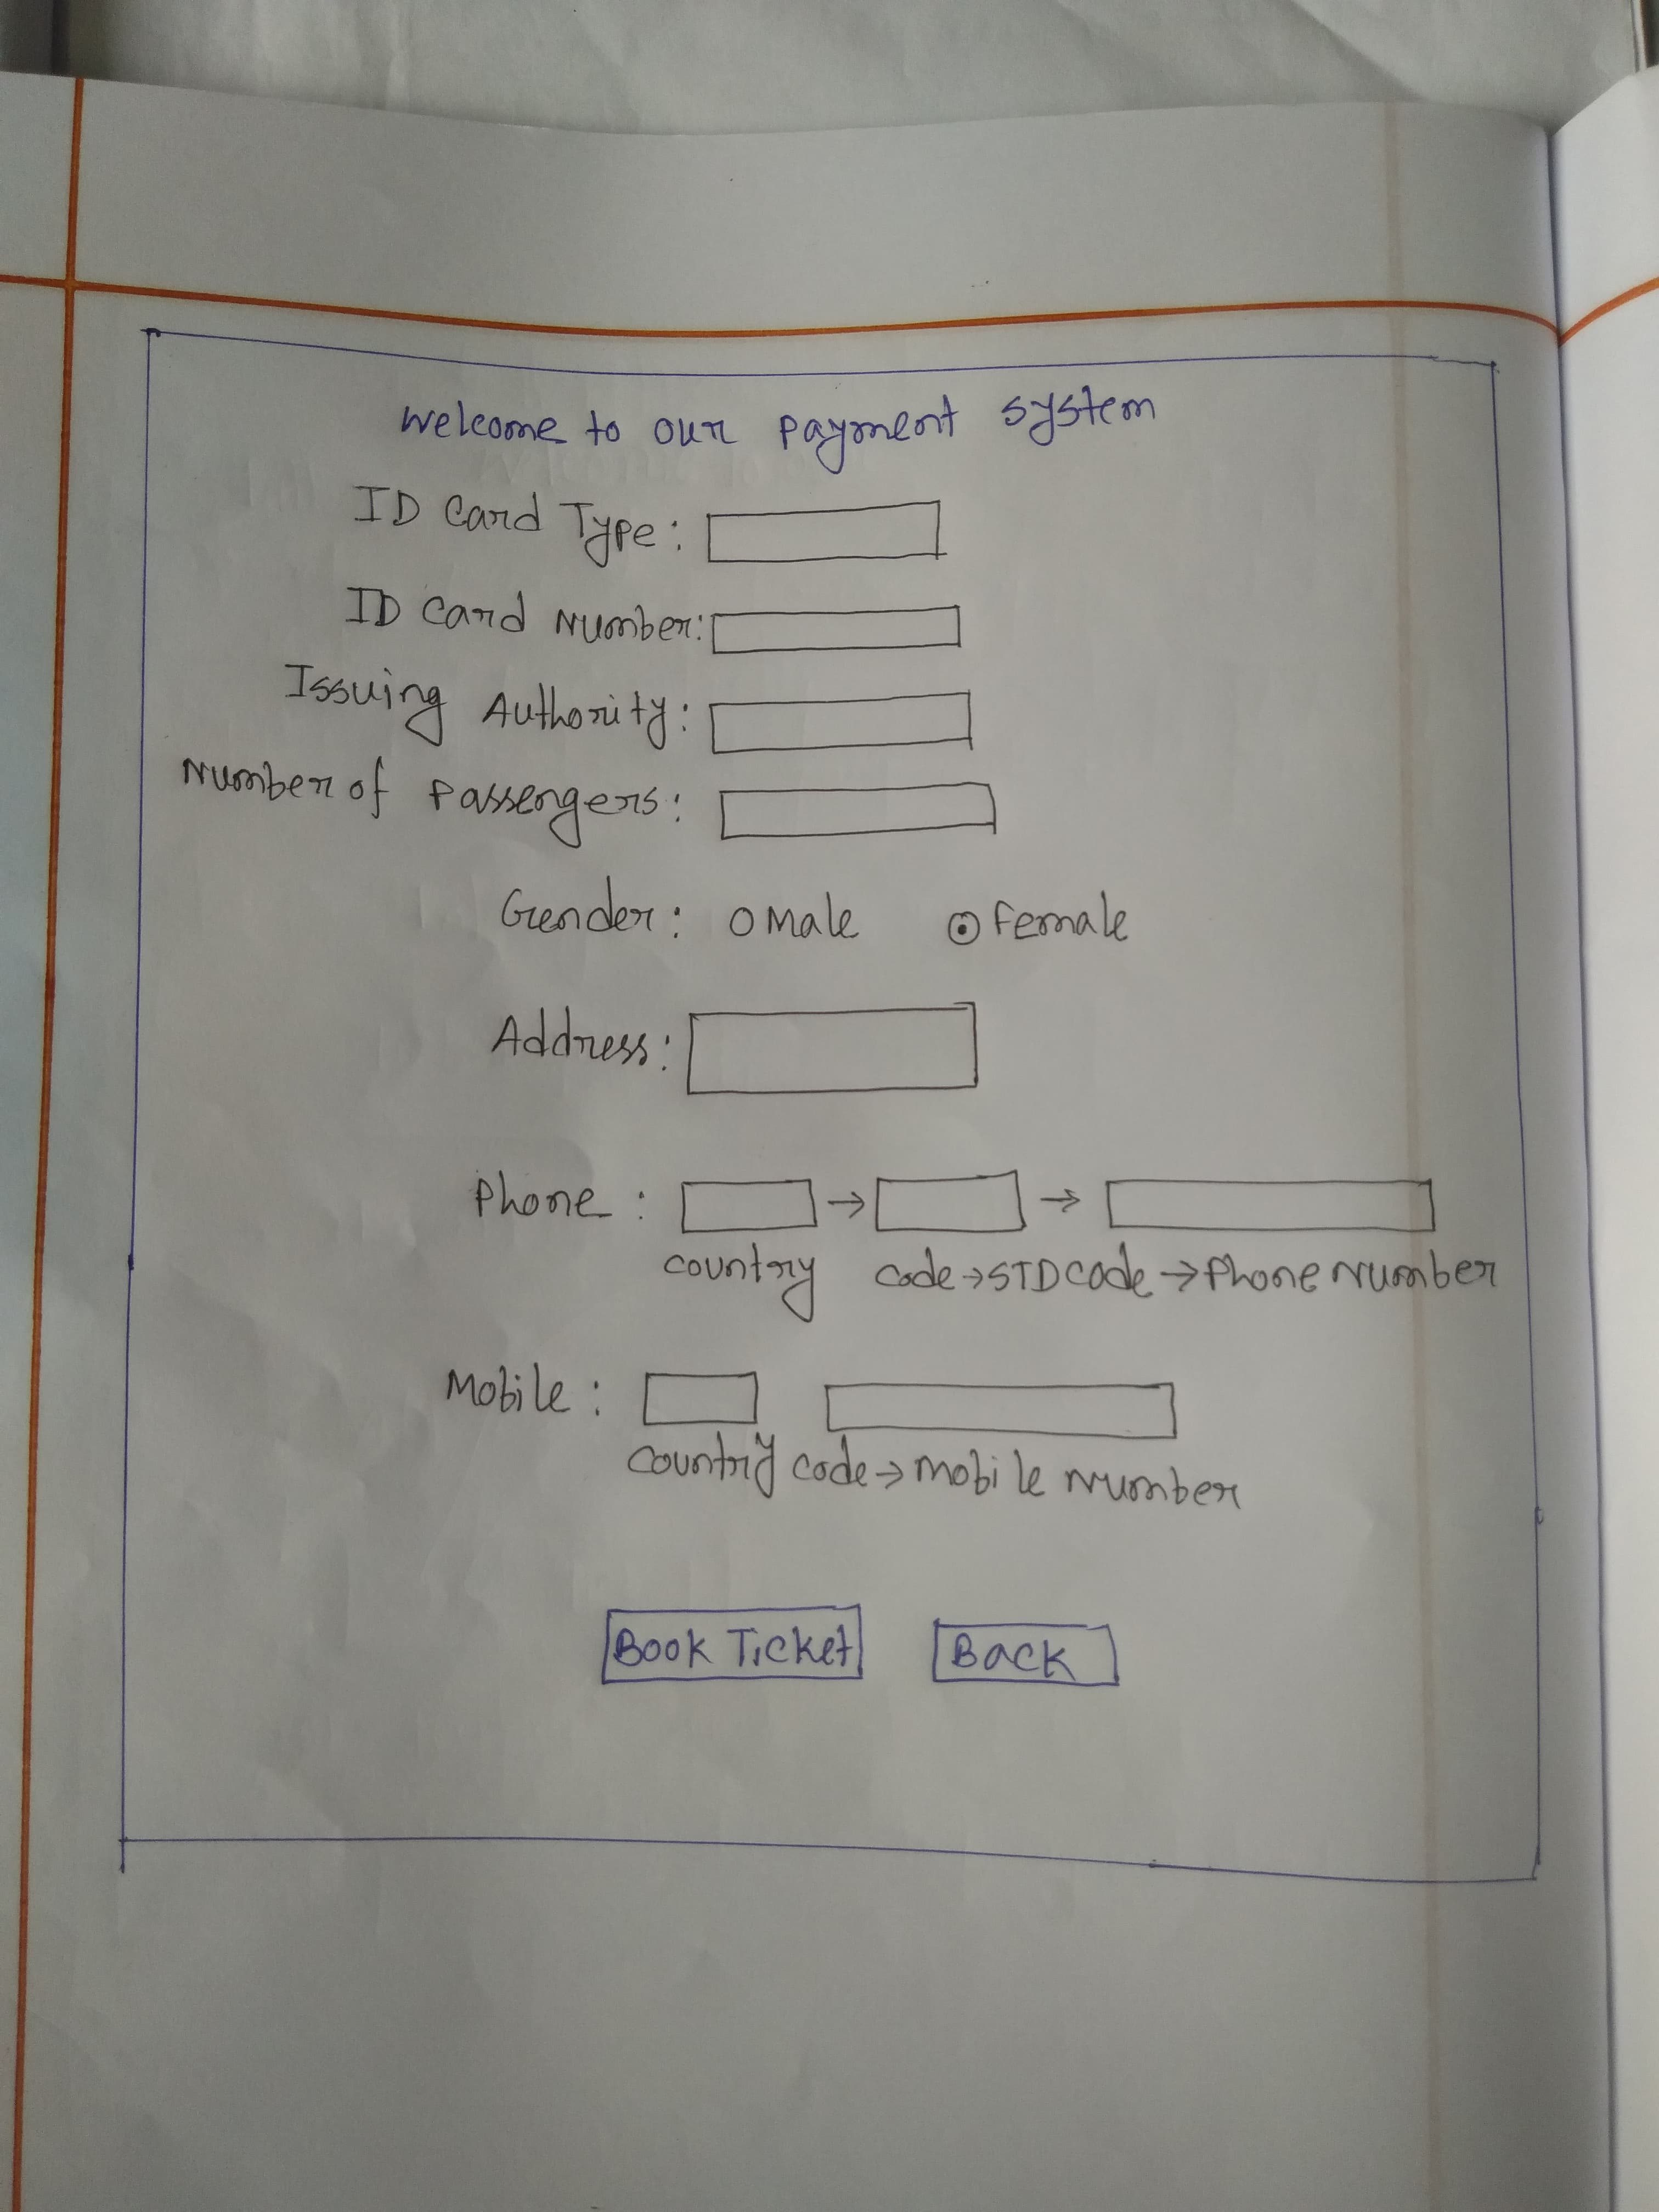 Welcome to our payment system
ID Card Type:
ID Card Number:
Issuing Authority:
Number of Passengers:
Gender: Male Female
Address:
Phone : → →
country code→STD code→Phone Number
Mobile :
country code→Mobile Number
Book Ticket Back